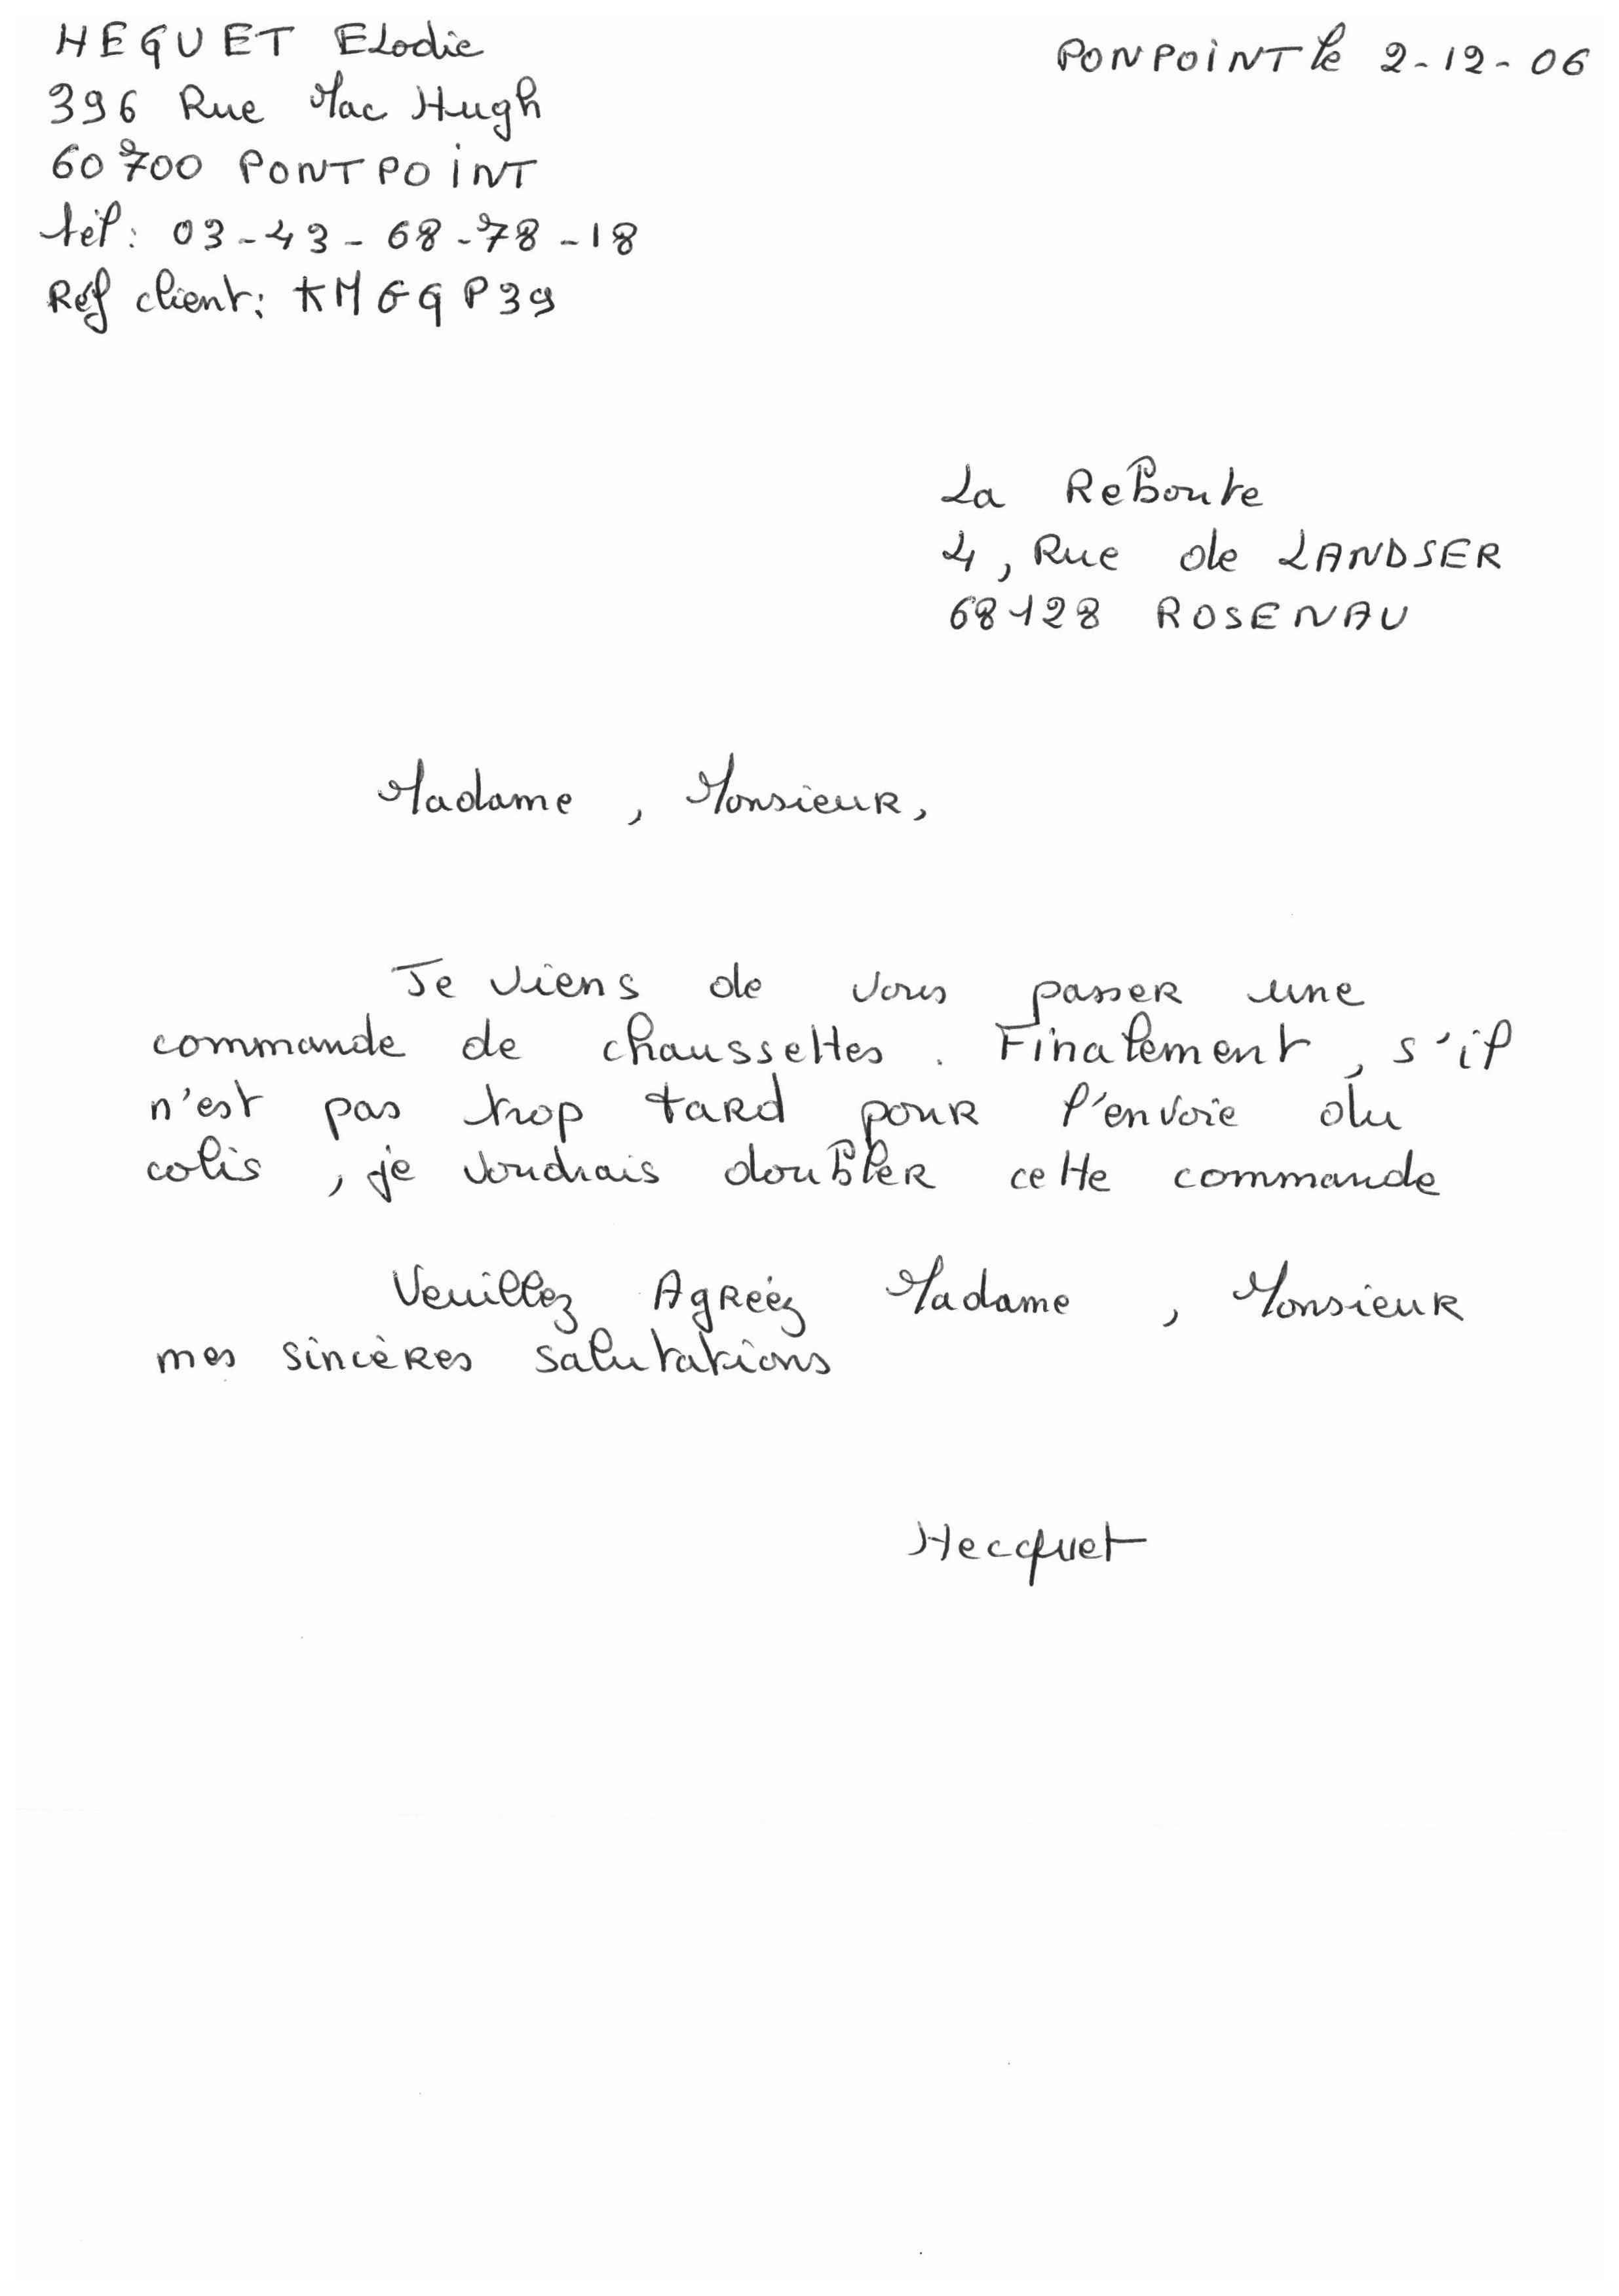 HEQUET Elodie
PONPOINT le 2-12-06
396 Rue Mac Hugh
60700 PONTPOINT
tél: 03-43-68-78-18
Réf client: KMGQP39
La Reboute
4, Rue de LANDSER
68128 ROSENAU
Madame, Monsieur,
Je viens de vous passer une
commande de chaussettes. Finalement, s'il
n'est pas trop tard pour l'envoie du
colis, je voudrais doubler cette commande
Veuillez Agréez Madame, Monsieur
mes sincères salutations
Hecquet